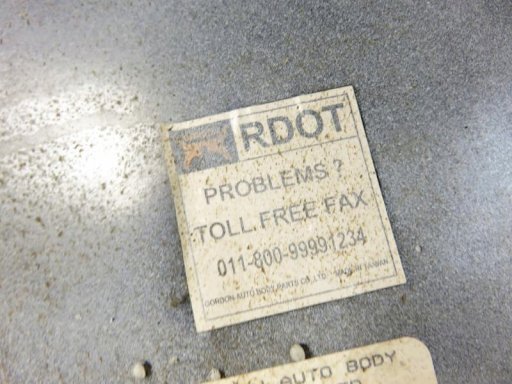 RDOT
PROBLEMS ?
TOLL.FREE FAX
011-800-99991234
GORDON AUTO BODY PARTS CO., LTD. MADE IN TAIWAN
AUTO BODY